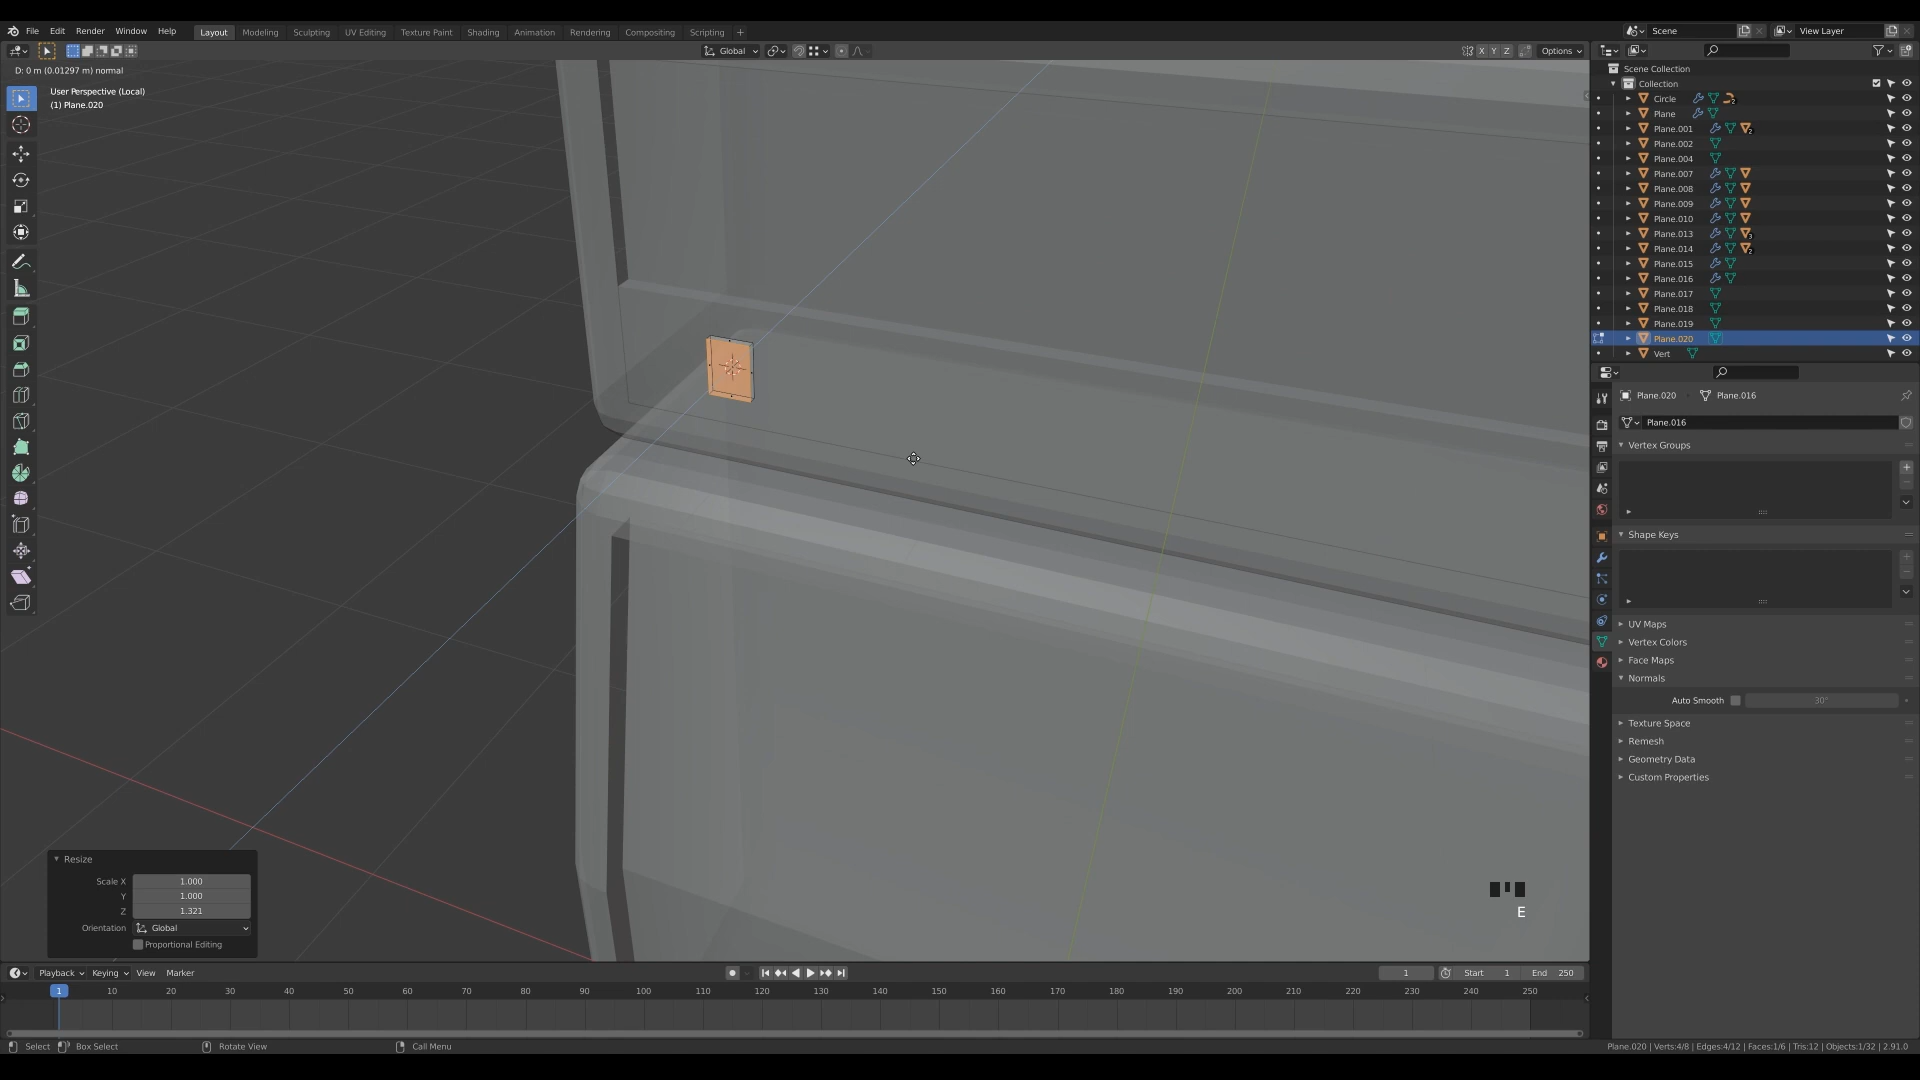 File Edit Render Window Help Layout Modeling Sculpting UV Editing Texture Paint Shading Animation Rendering Compositing Scripting + Scene View Layer
Global X Y Z Options
D: 0 m (0.01297 m) normal
User Perspective (Local)
(1) Plane.020
Scene Collection
Collection
Circle 2
Plane
Plane.001 2
Plane.002
Plane.004
Plane.007
Plane.008
Plane.009
Plane.010
Plane.013 3
Plane.014 2
Plane.015
Plane.016
Plane.017
Plane.018
Plane.019
Plane.020
Vert
Plane.020 Plane.016
Plane.016
Vertex Groups
Shape Keys
UV Maps
Vertex Colors
Face Maps
Normals
Auto Smooth 30°
Texture Space
Remesh
Geometry Data
Custom Properties
Resize
Scale X 1.000
Y 1.000
Z 1.321
Orientation Global
Proportional Editing
E
Playback Keying View Marker 1 Start 1 End 250
1 10 20 30 40 50 60 70 80 90 100 110 120 130 140 150 160 170 180 190 200 210 220 230 240 250
Select Box Select Rotate View Call Menu Plane.020 | Verts:4/8 | Edges:4/12 | Faces:1/6 | Tris:12 | Objects:1/32 | 2.91.0